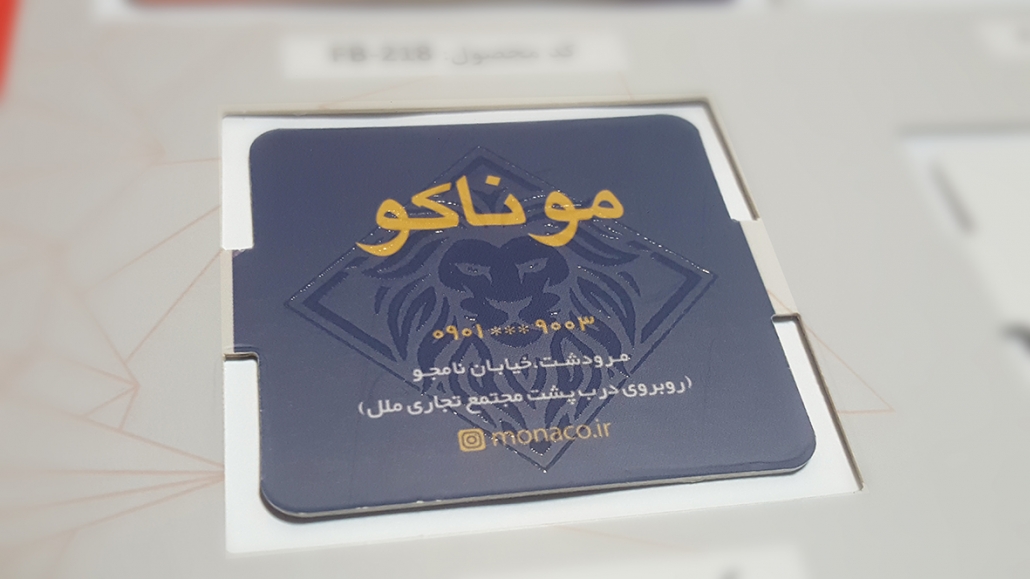 کد محصول: FB-218
موناکو
۰۹۰۱ *** ۹۰۰۳
مرودشت،خیابان نامجو
(روبروی درب پشت مجتمع تجاری ملل)
monaco.ir